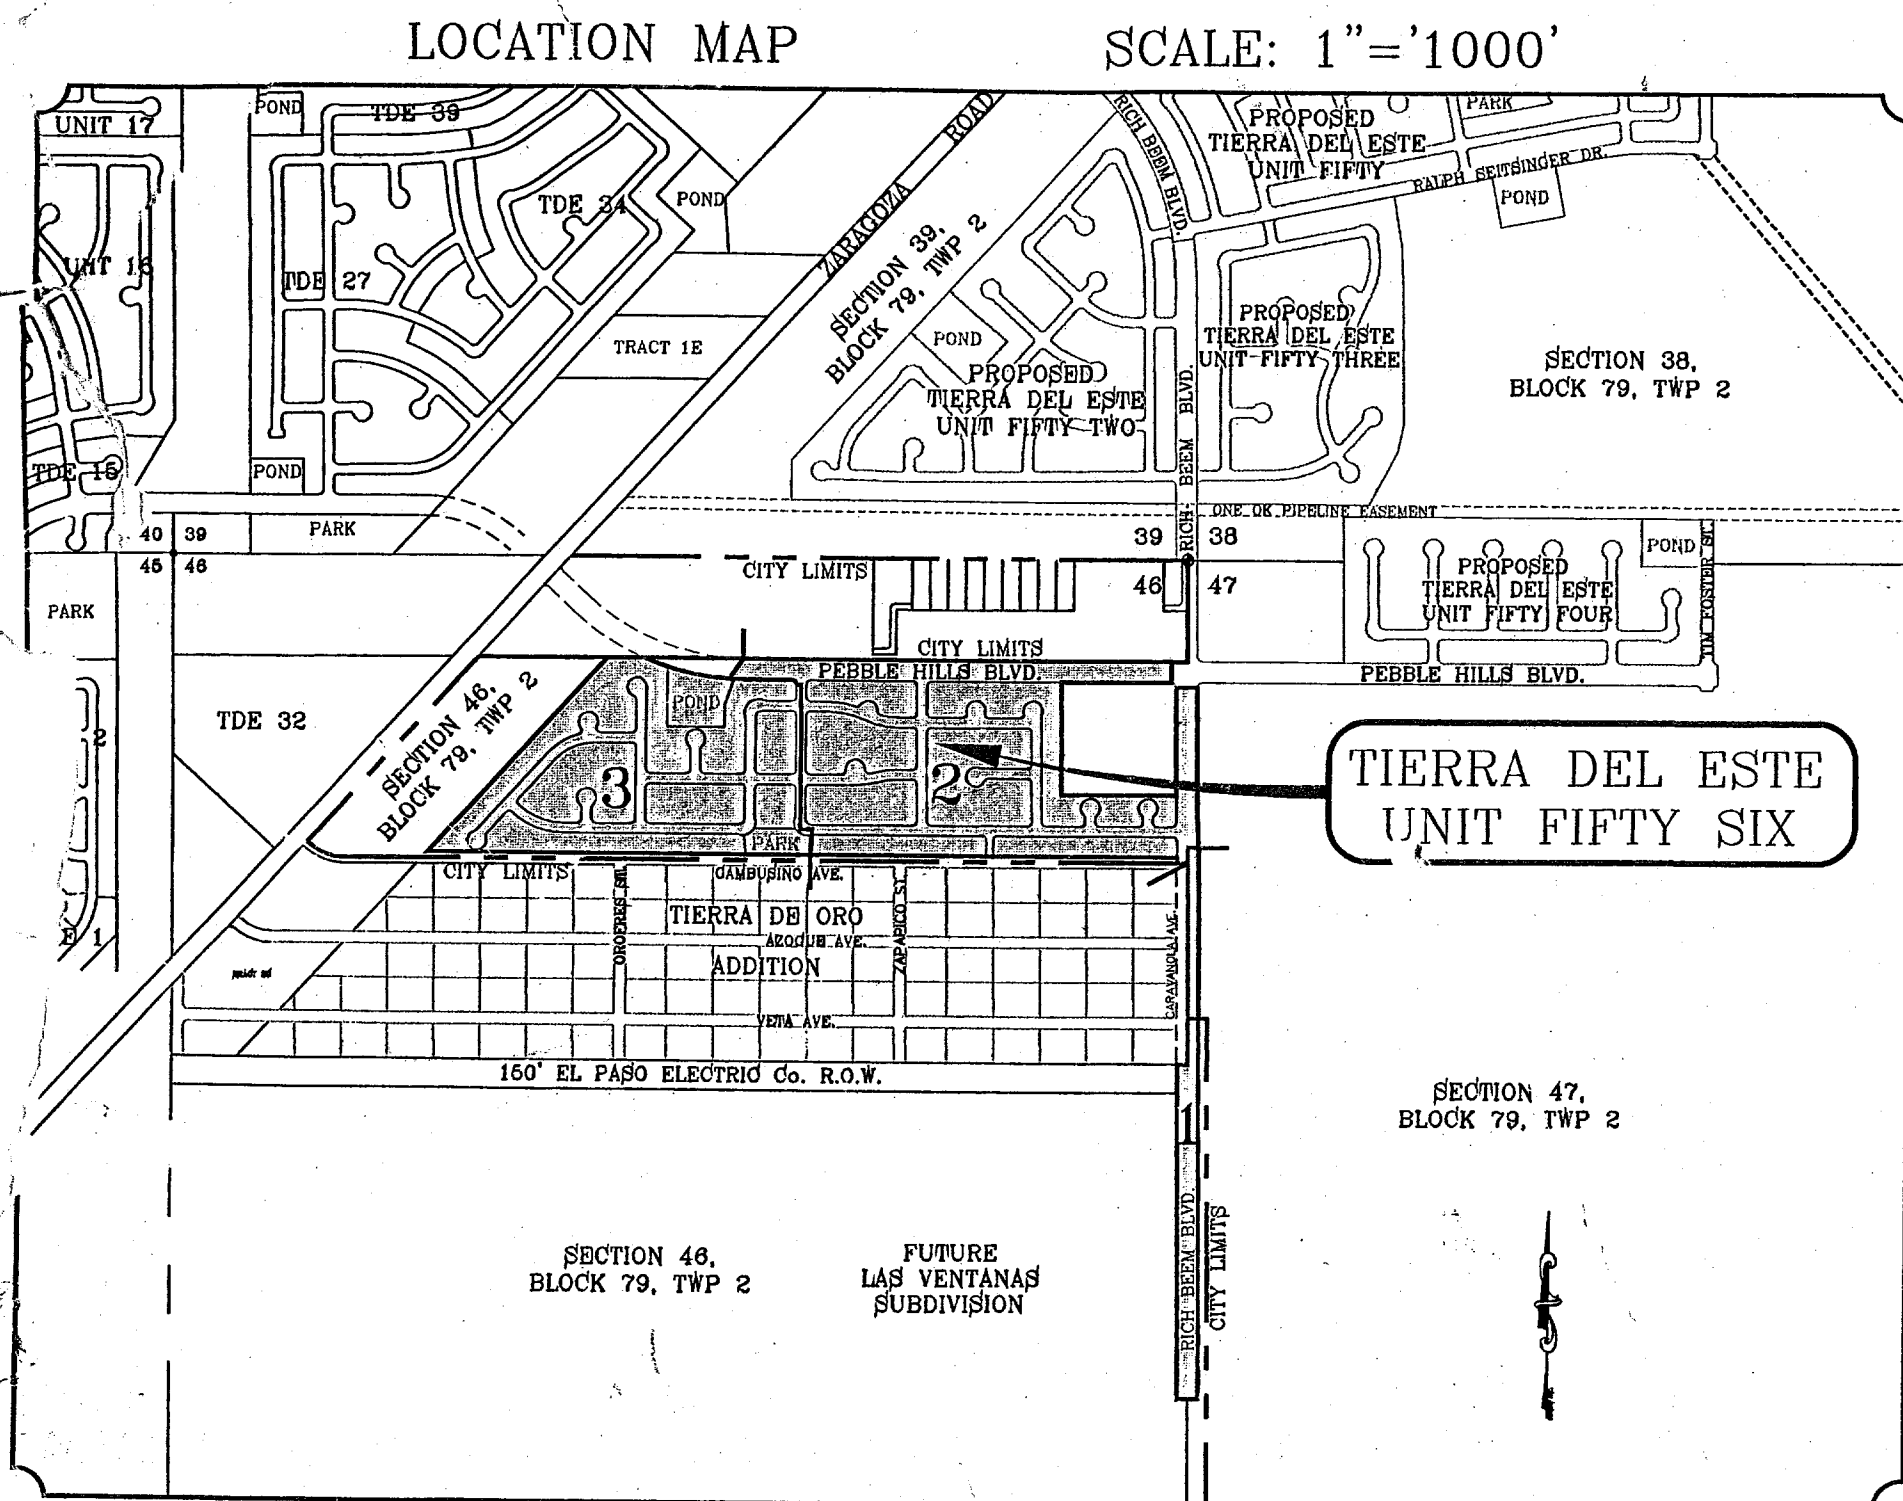 LOCATION MAP
SCALE: 1"='1000'
UNIT 17
POND
TDE 39
ZARAGOZA ROAD
RICH BEEM BLVD.
PROPOSED
TIERRA DEL ESTE
UNIT FIFTY
PARK
RALPH SEITSINGER DR.
POND
TDE 34
POND
SECTION 39,
BLOCK 79, TWP 2
TDE 27
TRACT 1E
POND
PROPOSED
TIERRA DEL ESTE
UNIT FIFTY TWO
PROPOSED
TIERRA DEL ESTE
UNIT FIFTY THREE
SECTION 38,
BLOCK 79, TWP 2
RICH BEEM BLVD.
TDE 15
POND
PARK
40 39
45 46
ONE OK PIPELINE EASEMENT
39 38
46 47
CITY LIMITS
PROPOSED
TIERRA DEL ESTE
UNIT FIFTY FOUR
POND
TIM FOSTER ST.
PARK
CITY LIMITS
PEBBLE HILLS BLVD.
PEBBLE HILLS BLVD.
TDE 32
SECTION 46,
BLOCK 79, TWP 2
POND
2
3
2
TIERRA DEL ESTE
UNIT FIFTY SIX
PARK
CITY LIMITS
CAMBUSINO AVE.
OROERES ST.
ZAPAPICO ST.
TIERRA DE ORO
ADDITION
AZOQUE AVE.
CARAVANOLA AVE.
VETA AVE.
150' EL PASO ELECTRIC Co. R.O.W.
1
SECTION 47,
BLOCK 79, TWP 2
RICH BEEM BLVD.
CITY LIMITS
SECTION 46,
BLOCK 79, TWP 2
FUTURE
LAS VENTANAS
SUBDIVISION